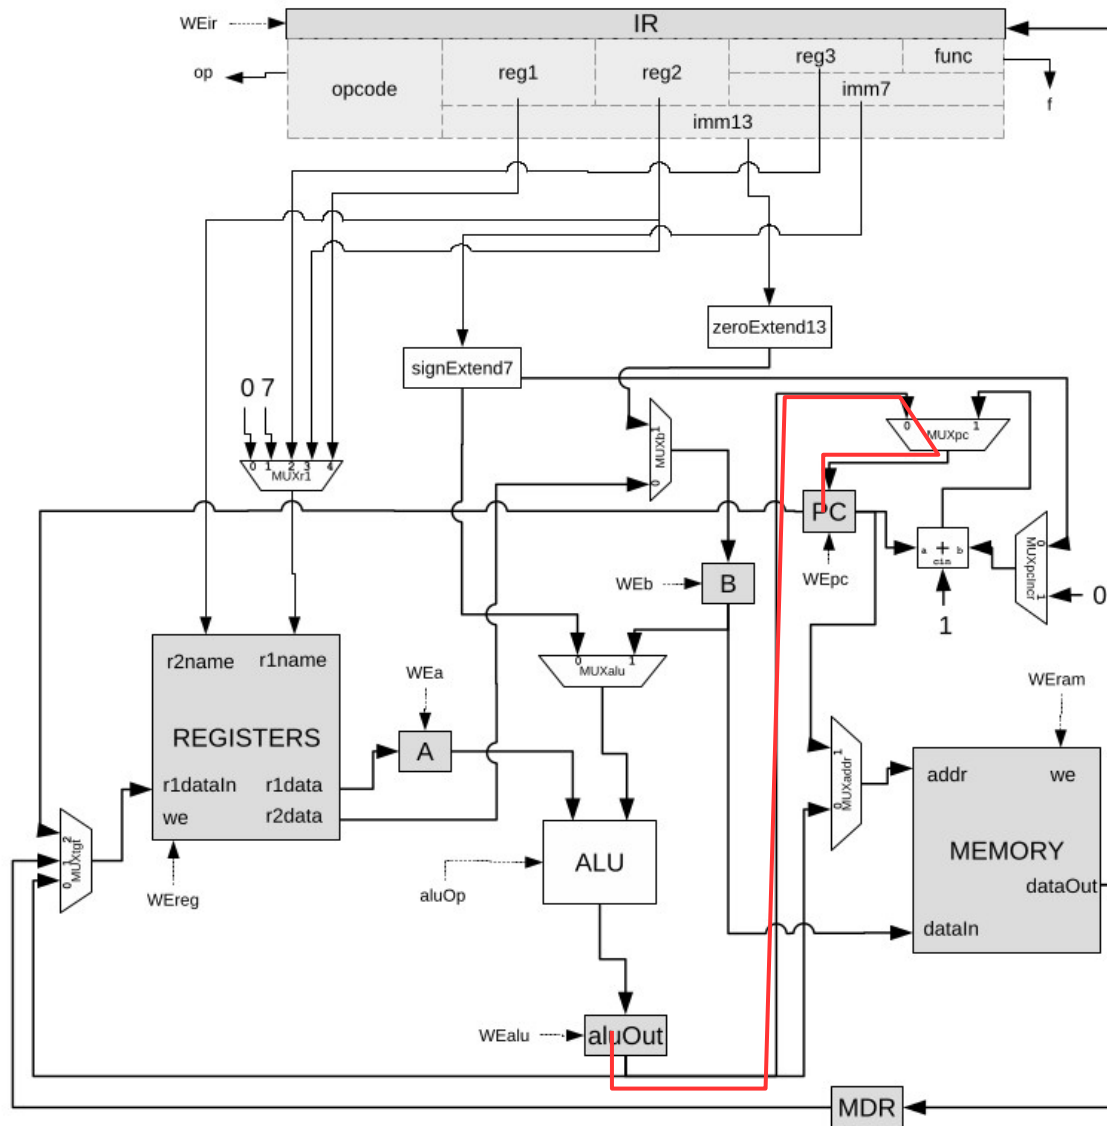 IR
WEir
op
opcode
reg1
reg2
reg3
func
imm7
imm13
f
zeroExtend13
signExtend7
0 7
0 1 2 3 4
MUXr1
1
MUXb
0
0 1
MUXpc
PC
WEpc
a + b
cin
1
0
MUXpcincr
1
0
WEb
B
0 1
MUXalu
r2name r1name
REGISTERS
r1dataIn r1data
we r2data
WEreg
WEa
A
2
1
0
MUXtgt
ALU
aluOp
WEram
1
MUXaddr
0
addr we
MEMORY
dataOut
dataIn
WEalu
aluOut
MDR